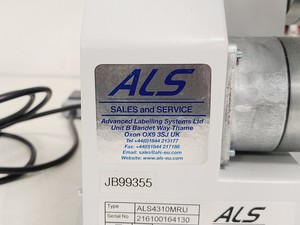 ALS
SALES and SERVICE
Advanced Labelling Systems Ltd
Unit B Bandet Way-Thame
Oxon OX9 3SJ UK
Tel +44(0)1844 213177
Fax +44(0)1844 217188
Email: sales@als-eu.com
Website: www.als-eu.com
JB99355
Type ALS4310MRU
Serial No 216100164130
ALS